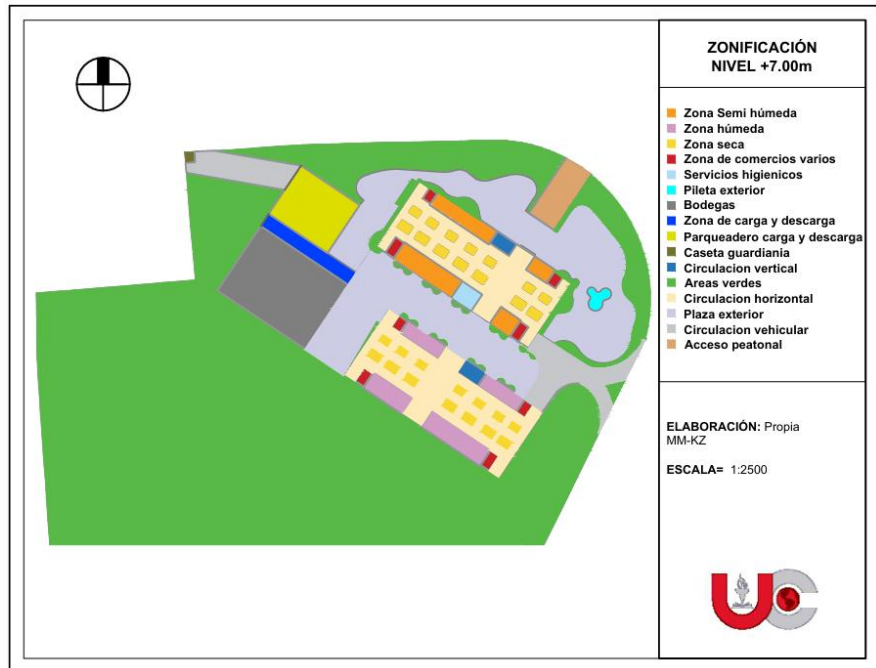 ZONIFICACIÓN
NIVEL +7.00m
Zona Semi húmeda
Zona húmeda
Zona seca
Zona de comercios varios
Servicios higienicos
Pileta exterior
Bodegas
Zona de carga y descarga
Parqueadero carga y descarga
Caseta guardiania
Circulacion vertical
Areas verdes
Circulacion horizontal
Plaza exterior
Circulacion vehicular
Acceso peatonal
ELABORACIÓN: Propia
MM-KZ
ESCALA= 1:2500
UC